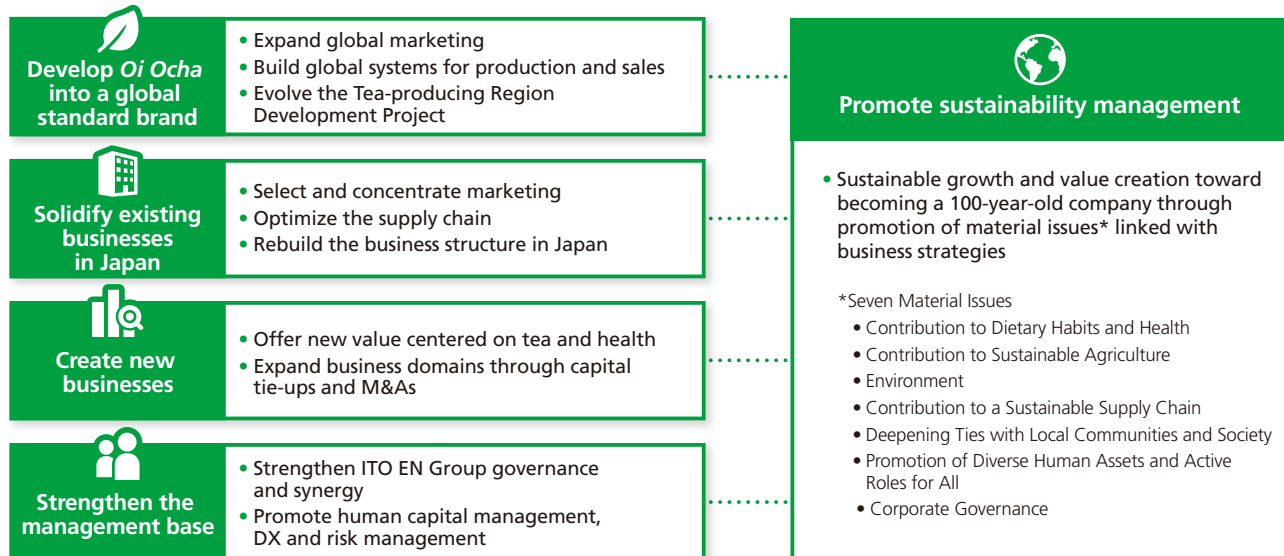 Develop Oi Ocha
into a global
standard brand
• Expand global marketing
• Build global systems for production and sales
• Evolve the Tea-producing Region
Development Project
Solidify existing
businesses
in Japan
• Select and concentrate marketing
• Optimize the supply chain
• Rebuild the business structure in Japan
Create new
businesses
• Offer new value centered on tea and health
• Expand business domains through capital
tie-ups and M&As
Strengthen the
management base
• Strengthen ITO EN Group governance
and synergy
• Promote human capital management,
DX and risk management
Promote sustainability management
• Sustainable growth and value creation toward
becoming a 100-year-old company through
promotion of material issues* linked with
business strategies
*Seven Material Issues
• Contribution to Dietary Habits and Health
• Contribution to Sustainable Agriculture
• Environment
• Contribution to a Sustainable Supply Chain
• Deepening Ties with Local Communities and Society
• Promotion of Diverse Human Assets and Active
Roles for All
• Corporate Governance